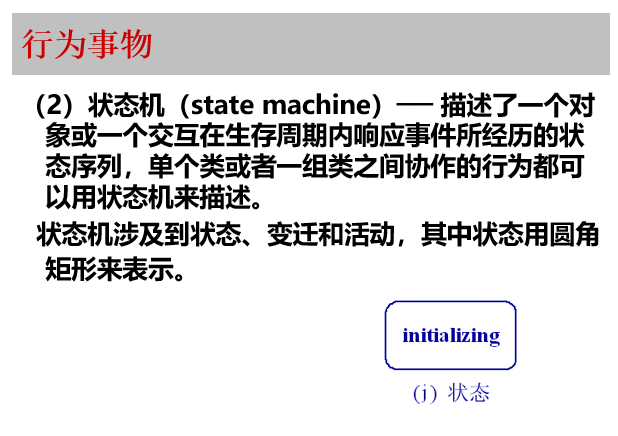 行为事物
（2）状态机（state machine）── 描述了一个对
象或一个交互在生存周期内响应事件所经历的状
态序列，单个类或者一组类之间协作的行为都可
以用状态机来描述。
状态机涉及到状态、变迁和活动，其中状态用圆角
矩形来表示。
initializing
(j) 状态